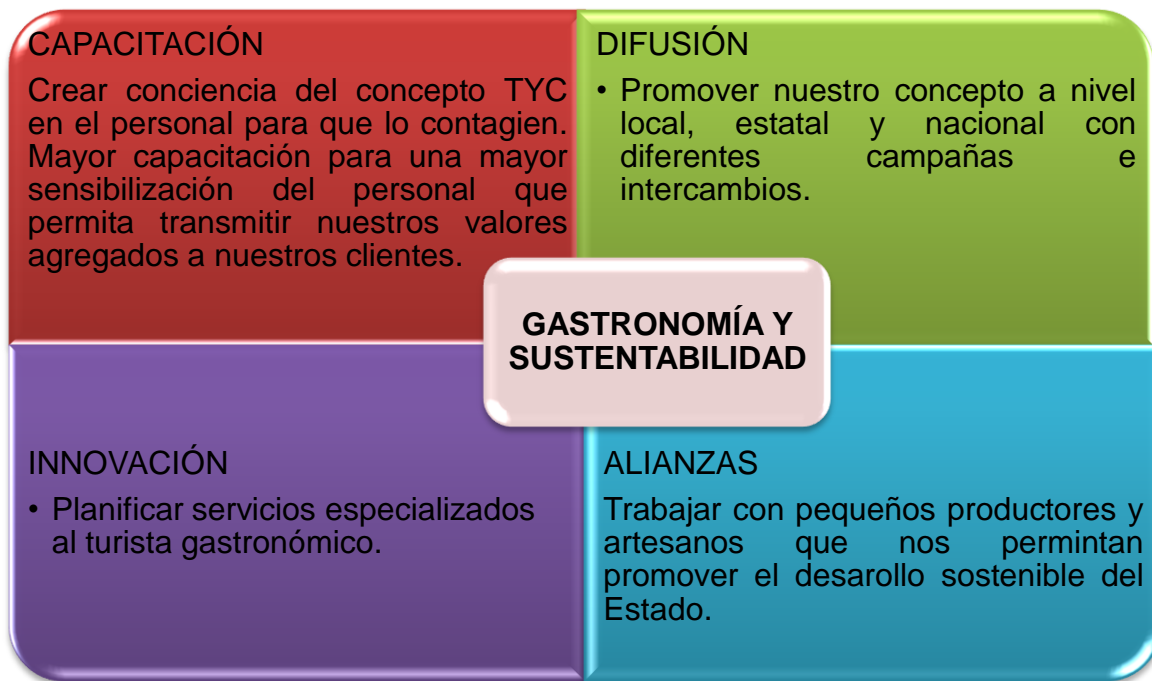 CAPACITACIÓN
Crear conciencia del concepto TYC
en el personal para que lo contagien.
Mayor capacitación para una mayor
sensibilización del personal que
permita transmitir nuestros valores
agregados a nuestros clientes.
DIFUSIÓN
• Promover nuestro concepto a nivel
local, estatal y nacional con
diferentes campañas e
intercambios.
GASTRONOMÍA Y
SUSTENTABILIDAD
INNOVACIÓN
• Planificar servicios especializados
al turista gastronómico.
ALIANZAS
Trabajar con pequeños productores y
artesanos que nos permintan
promover el desarollo sostenible del
Estado.